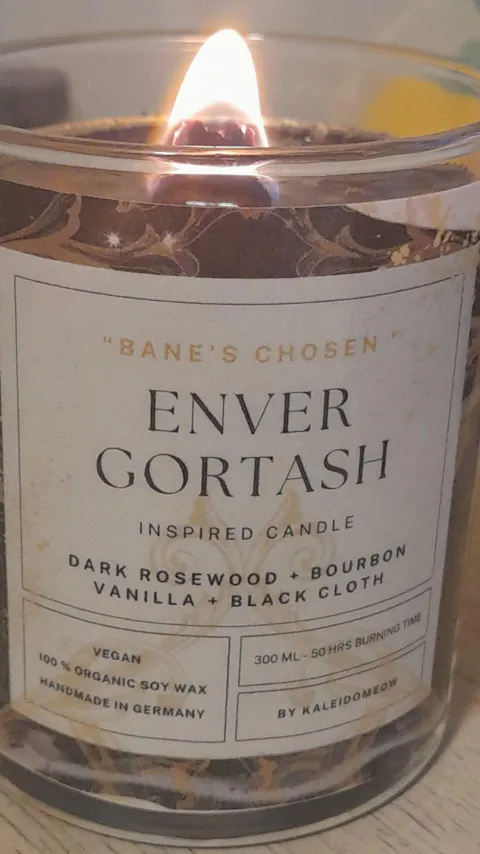 "BANE'S CHOSEN "
ENVER
GORTASH
INSPIRED CANDLE
DARK ROSEWOOD + BOURBON
VANILLA + BLACK CLOTH
VEGAN
100 % ORGANIC SOY WAX
HANDMADE IN GERMANY
300 ML - 50 HRS BURNING TIME
BY KALEIDOMEOW